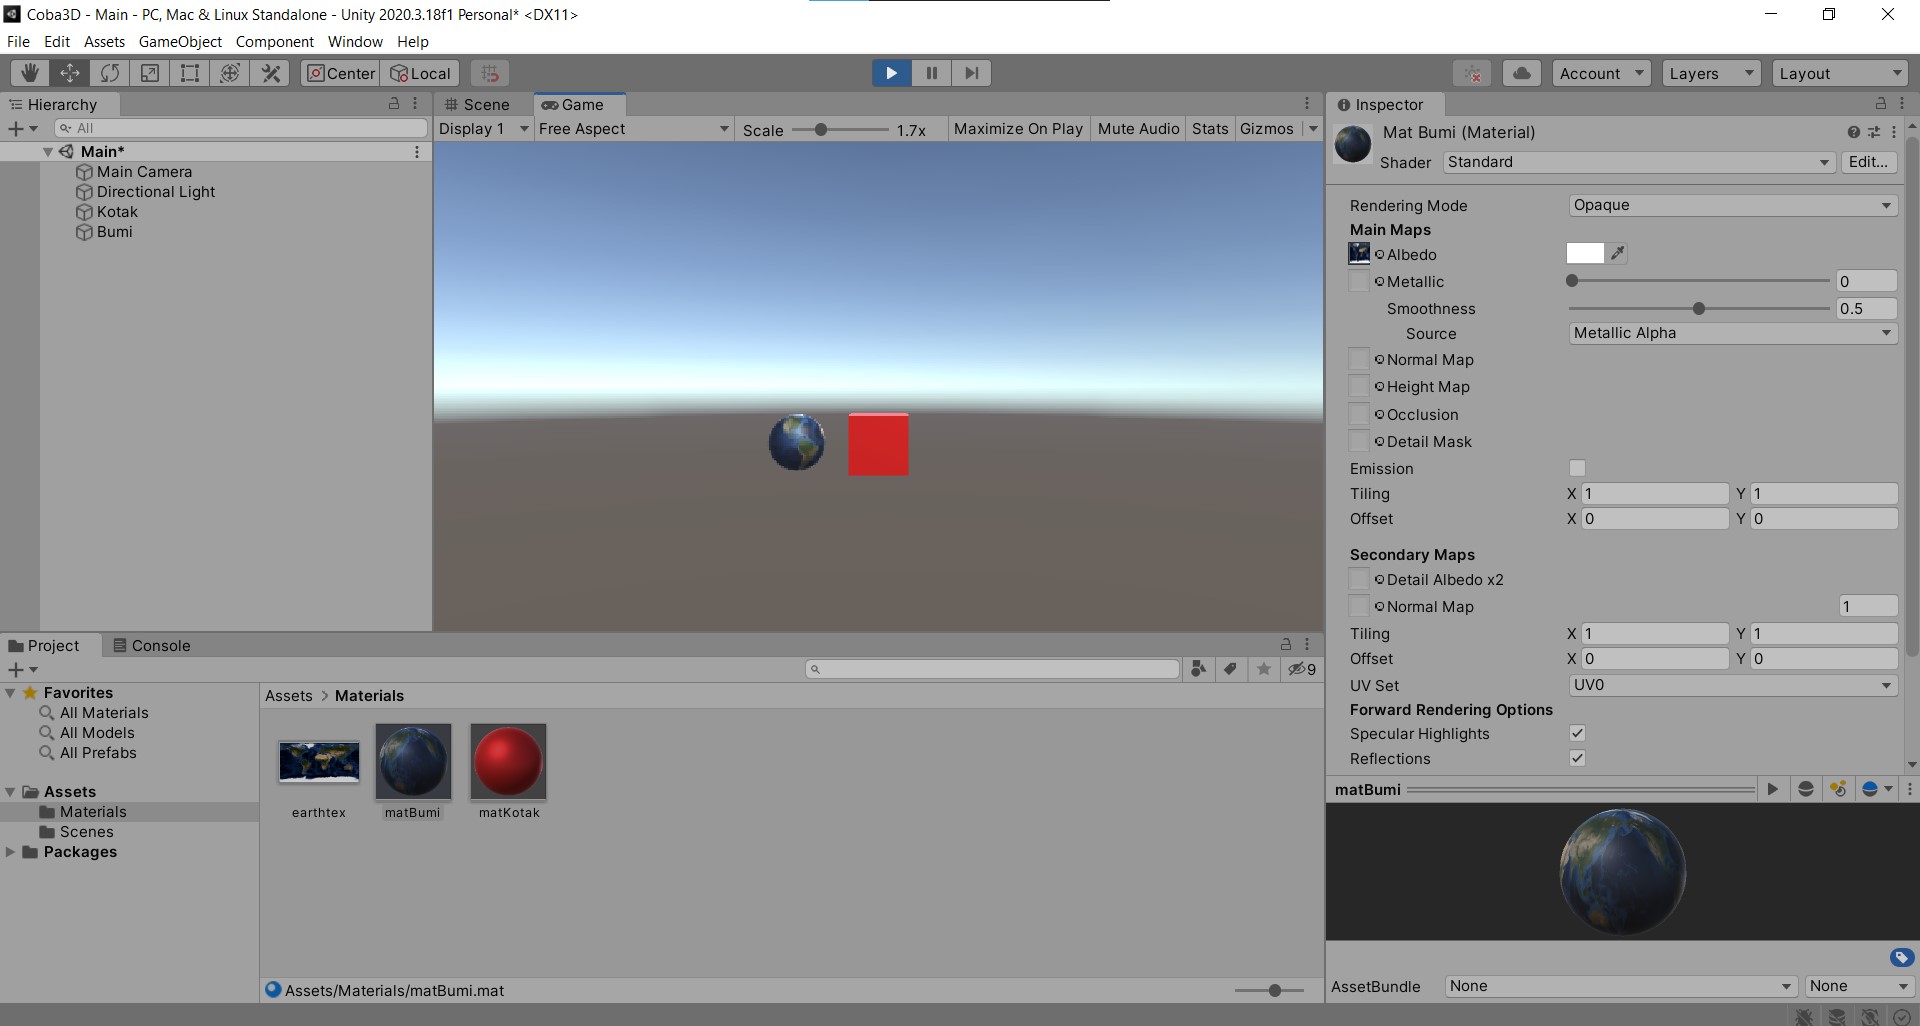 Coba3D - Main - PC, Mac & Linux Standalone - Unity 2020.3.18f1 Personal* <DX11>
File Edit Assets GameObject Component Window Help
Center Local Account Layers Layout
Hierarchy
All
Main*
Main Camera
Directional Light
Kotak
Bumi
Scene Game
Display 1 Free Aspect Scale 1.7x Maximize On Play Mute Audio Stats Gizmos
Inspector
Mat Bumi (Material)
Shader Standard Edit...
Rendering Mode Opaque
Main Maps
Albedo
Metallic 0
Smoothness 0.5
Source Metallic Alpha
Normal Map
Height Map
Occlusion
Detail Mask
Emission
Tiling X 1 Y 1
Offset X 0 Y 0
Secondary Maps
Detail Albedo x2
Normal Map 1
Tiling X 1 Y 1
Offset X 0 Y 0
UV Set UV0
Forward Rendering Options
Specular Highlights
Reflections
matBumi
AssetBundle None None
Project Console
9
Favorites
All Materials
All Models
All Prefabs
Assets
Materials
Scenes
Packages
Assets > Materials
earthtex matBumi matKotak
Assets/Materials/matBumi.mat